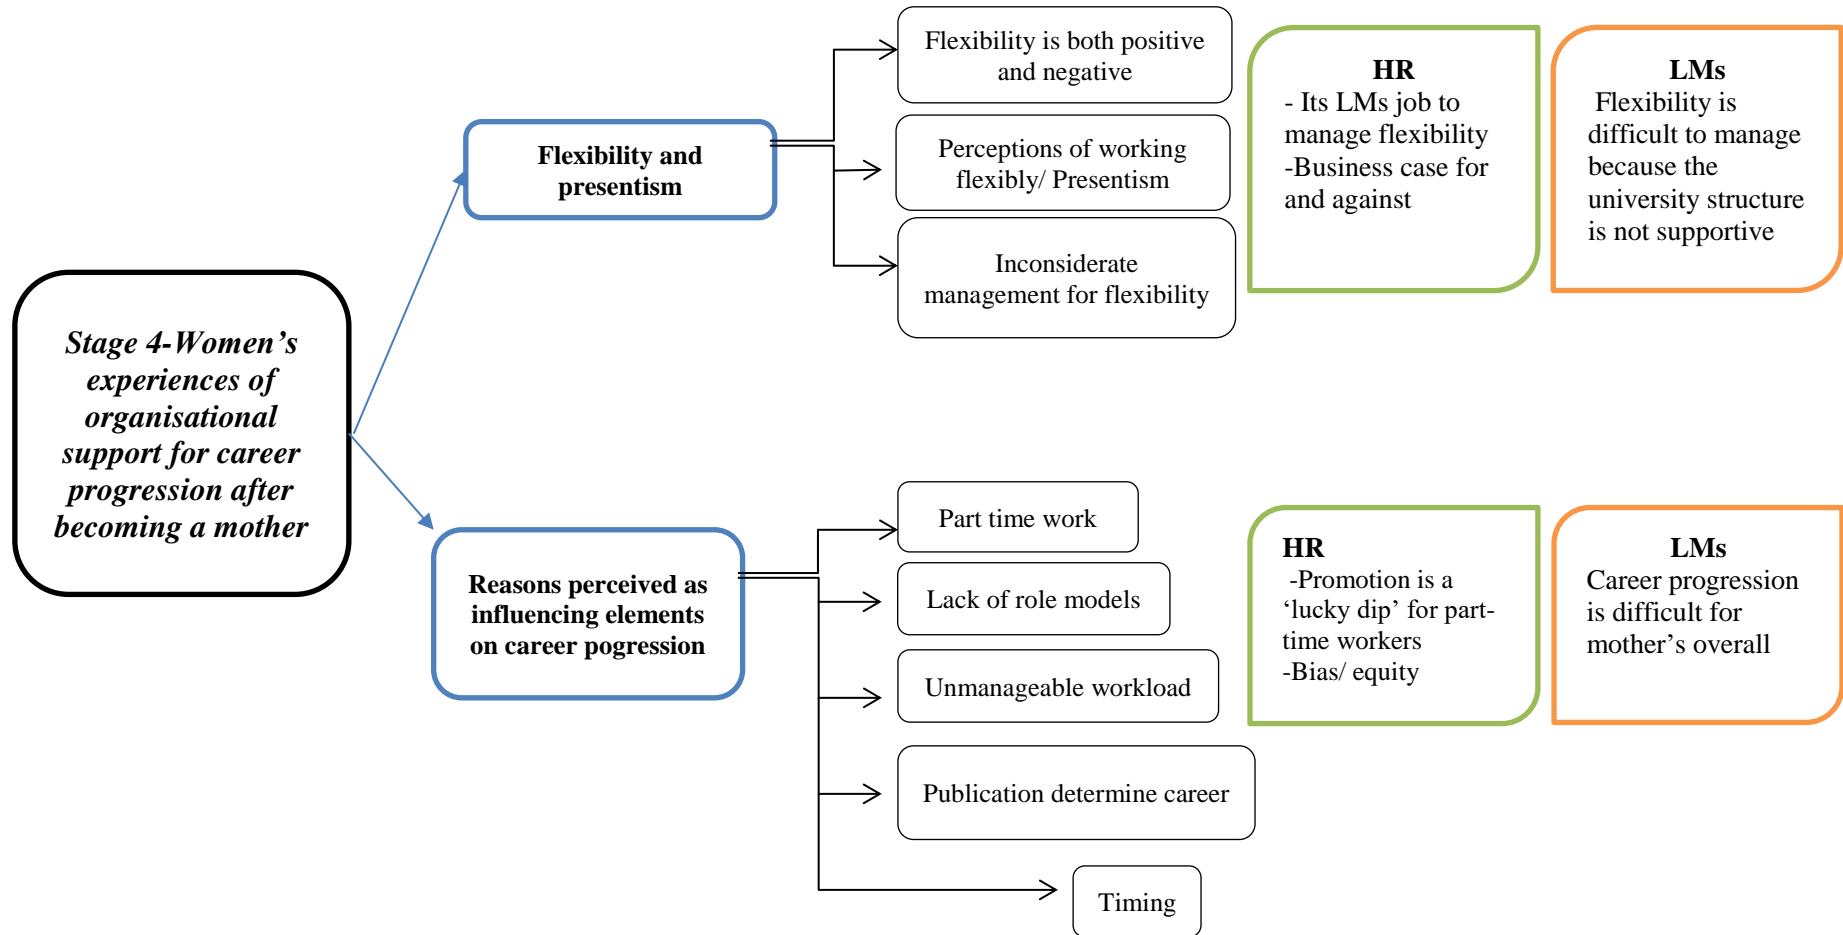 Stage 4-Women’s
experiences of
organisational
support for career
progression after
becoming a mother
Flexibility and
presentism
Flexibility is both positive
and negative
Perceptions of working
flexibly/ Presentism
Inconsiderate
management for flexibility
HR
- Its LMs job to
manage flexibility
-Business case for
and against
LMs
Flexibility is
difficult to manage
because the
university structure
is not supportive
Reasons perceived as
influencing elements
on career pogression
Part time work
Lack of role models
Unmanageable workload
Publication determine career
Timing
HR
-Promotion is a
‘lucky dip’ for part-
time workers
-Bias/ equity
LMs
Career progression
is difficult for
mother’s overall